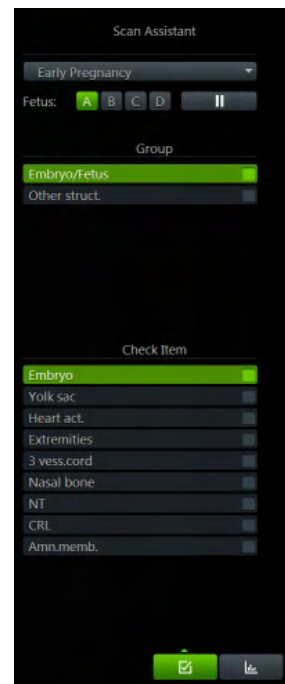 Scan Assistant
Early Pregnancy
Fetus: A B C D
Group
Embryo/Fetus
Other struct.
Check Item
Embryo
Yolk sac
Heart act.
Extremities
3 vess.cord
Nasal bone
NT
CRL
Amn.memb.